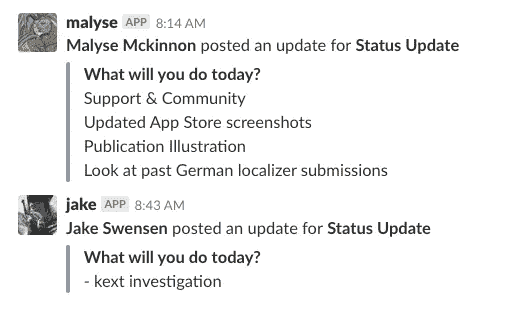 malyse APP 8:14 AM
Malyse Mckinnon posted an update for Status Update
What will you do today?
Support & Community
Updated App Store screenshots
Publication Illustration
Look at past German localizer submissions
jake APP 8:43 AM
Jake Swensen posted an update for Status Update
What will you do today?
- kext investigation